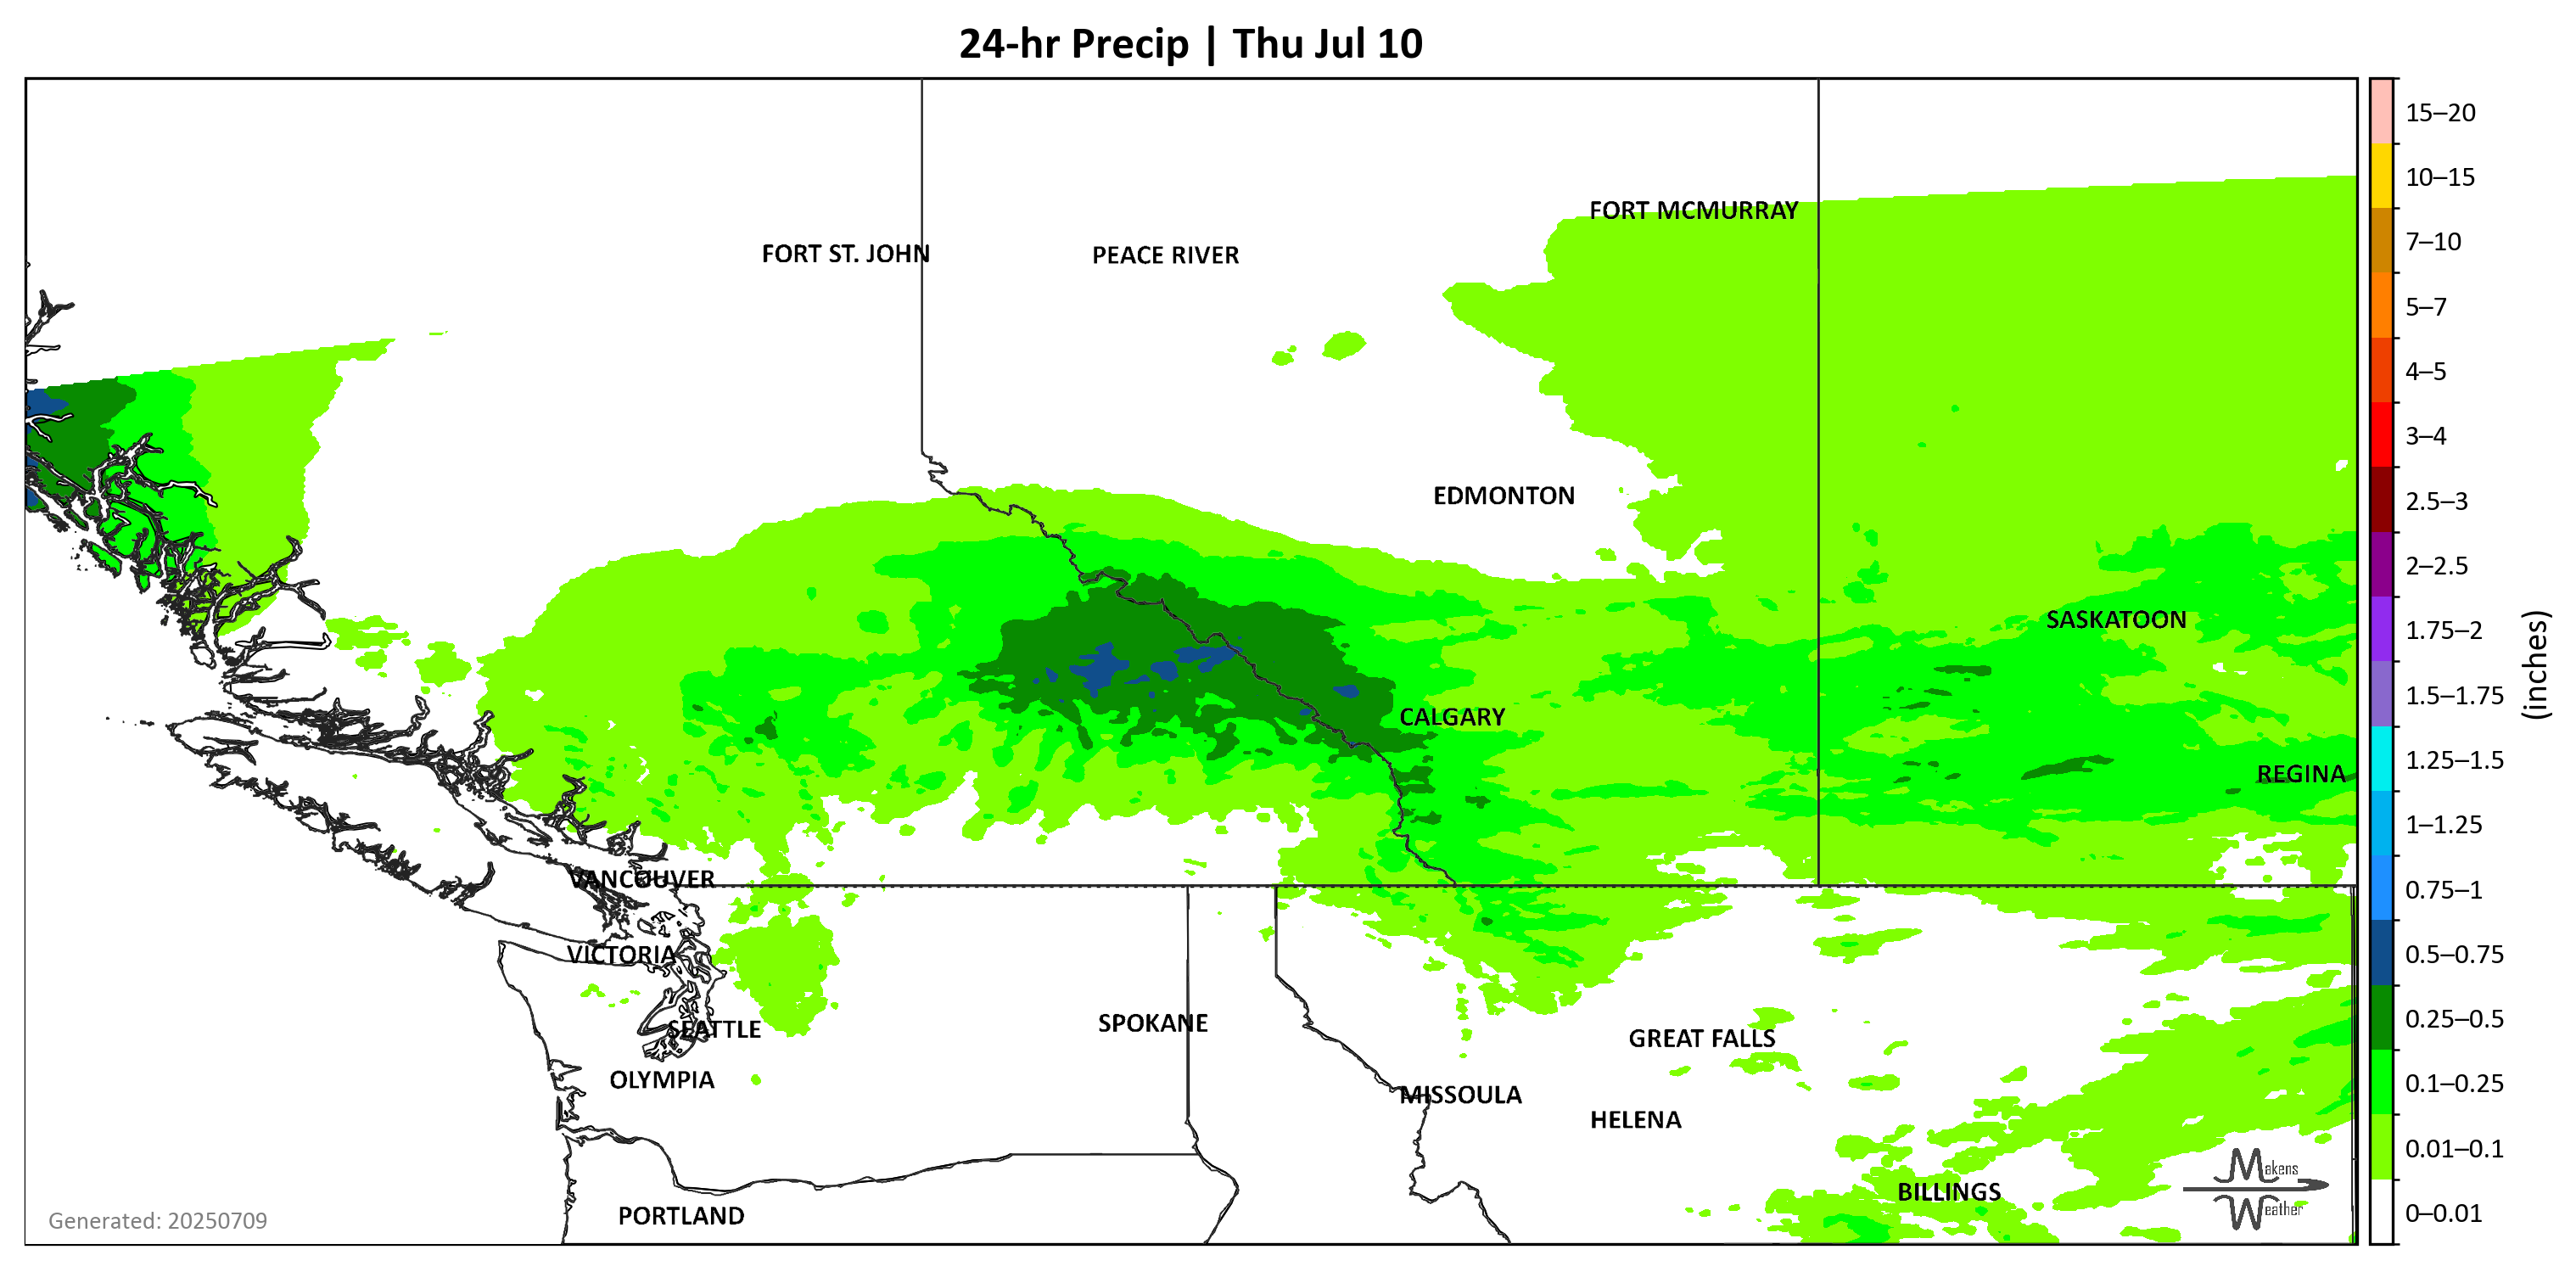 24-hr Precip | Thu Jul 10
FORT MCMURRAY
FORT ST. JOHN
PEACE RIVER
EDMONTON
SASKATOON
CALGARY
REGINA
VANCOUVER
VICTORIA
SEATTLE
SPOKANE
GREAT FALLS
OLYMPIA
MISSOULA
HELENA
BILLINGS
PORTLAND
Makens
Weather
Generated: 20250709
15–20
10–15
7–10
5–7
4–5
3–4
2.5–3
2–2.5
1.75–2
1.5–1.75
1.25–1.5
1–1.25
0.75–1
0.5–0.75
0.25–0.5
0.1–0.25
0.01–0.1
0–0.01
(inches)